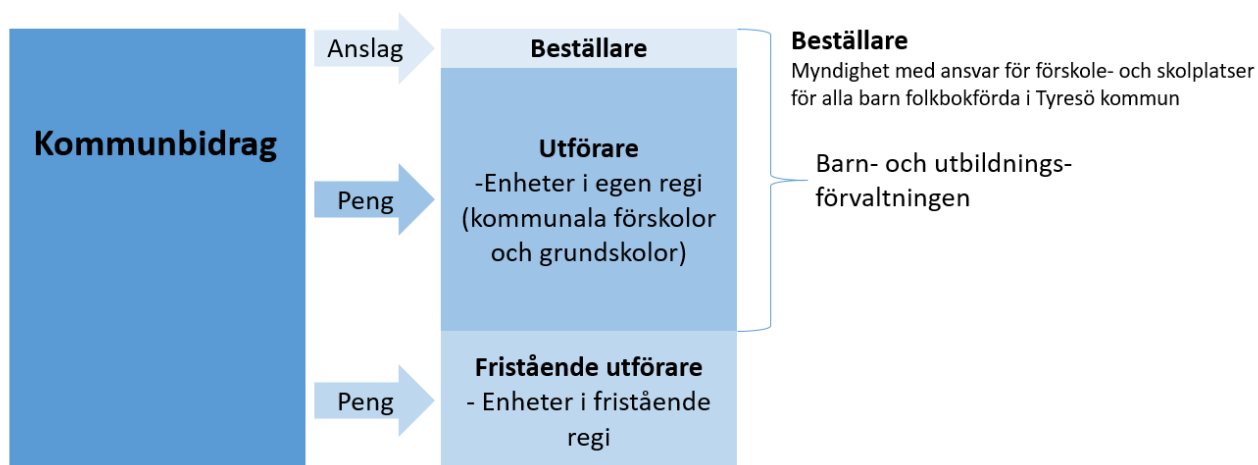 Kommunbidrag
Anslag
Peng
Peng
Beställare
Utförare
-Enheter i egen regi
(kommunala förskolor
och grundskolor)
Fristående utförare
- Enheter i fristående
regi
Beställare
Myndighet med ansvar för förskole- och skolplatser
för alla barn folkbokförda i Tyresö kommun
Barn- och utbildnings-
förvaltningen